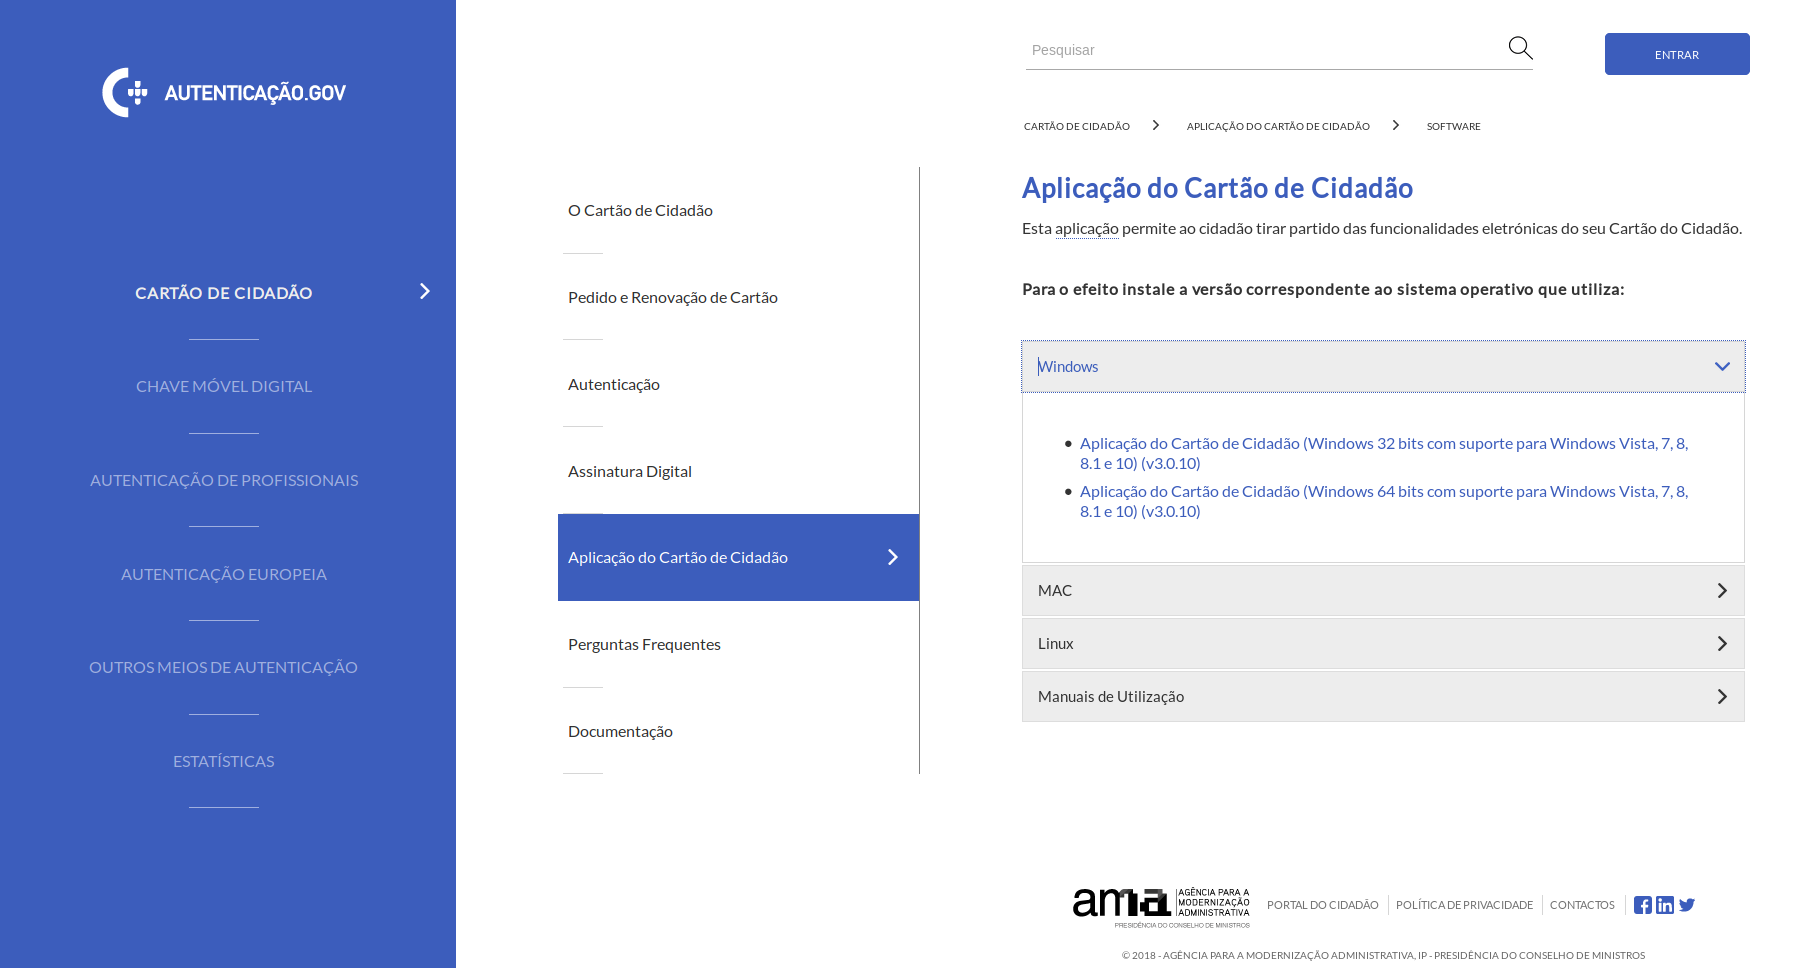 AUTENTICAÇÃO.GOV
CARTÃO DE CIDADÃO
CHAVE MÓVEL DIGITAL
AUTENTICAÇÃO DE PROFISSIONAIS
AUTENTICAÇÃO EUROPEIA
OUTROS MEIOS DE AUTENTICAÇÃO
ESTATÍSTICAS
O Cartão de Cidadão
Pedido e Renovação de Cartão
Autenticação
Assinatura Digital
Aplicação do Cartão de Cidadão
Perguntas Frequentes
Documentação
Pesquisar
ENTRAR
CARTÃO DE CIDADÃO
APLICAÇÃO DO CARTÃO DE CIDADÃO
SOFTWARE
Aplicação do Cartão de Cidadão
Esta aplicação permite ao cidadão tirar partido das funcionalidades eletrónicas do seu Cartão do Cidadão.
Para o efeito instale a versão correspondente ao sistema operativo que utiliza:
Windows
Aplicação do Cartão de Cidadão (Windows 32 bits com suporte para Windows Vista, 7, 8,
8.1 e 10) (v3.0.10)
Aplicação do Cartão de Cidadão (Windows 64 bits com suporte para Windows Vista, 7, 8,
8.1 e 10) (v3.0.10)
MAC
Linux
Manuais de Utilização
ama
AGÊNCIA PARA A
MODERNIZAÇÃO
ADMINISTRATIVA
PRESIDÊNCIA DO CONSELHO DE MINISTROS
PORTAL DO CIDADÃO
POLÍTICA DE PRIVACIDADE
CONTACTOS
© 2018 - AGÊNCIA PARA A MODERNIZAÇÃO ADMINISTRATIVA, IP - PRESIDÊNCIA DO CONSELHO DE MINISTROS